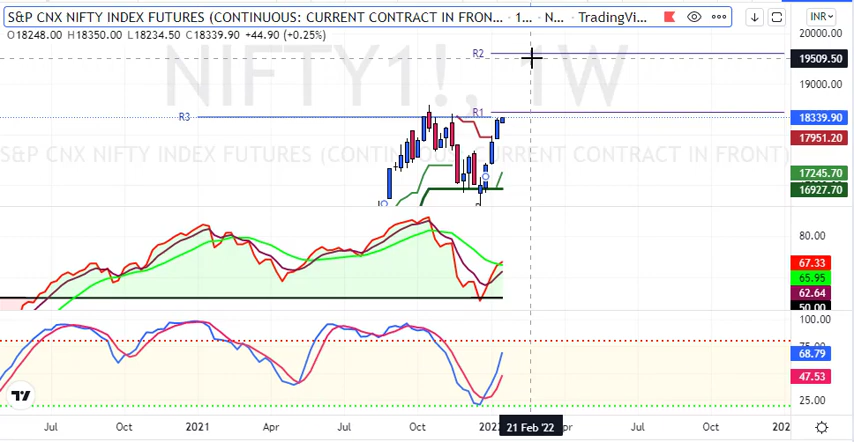 S&P CNX NIFTY INDEX FUTURES (CONTINUOUS: CURRENT CONTRACT IN FRON... · 1... · N... · TradingVi... INR
O18248.00 H18350.00 L18234.50 C18339.90 +44.90 (+0.25%)
20000.00
R2
19509.50
NIFTY1!, 1W
19000.00
R1
R3
18339.90
17951.20
S&P CNX NIFTY INDEX FUTURES (CONTINUOUS: CURRENT CONTRACT IN FRONT)
17245.70
16927.70
80.00
67.33
65.95
62.64
50.00
100.00
75.00
68.79
47.53
25.00
Jul Oct 2021 Apr Jul Oct 2022 21 Feb '22 Jul Oct 202